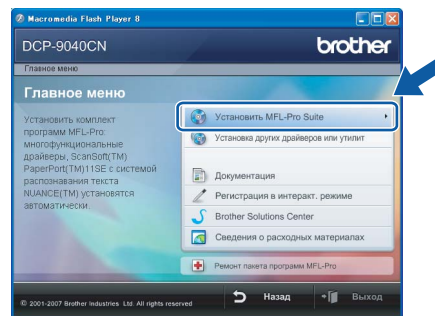 Macromedia Flash Player 8
DCP-9040CN
brother
Главное меню
Главное меню
Установить комплект
программ MFL-Pro:
многофункциональные
драйверы, ScanSoft(TM)
PaperPort(TM)11SE с системой
распознавания текста
NUANCE(TM) установятся
автоматически.
Установить MFL-Pro Suite
Установка других драйверов или утилит
Документация
Регистрация в интеракт. режиме
Brother Solutions Center
Сведения о расходных материалах
Ремонт пакета программ MFL-Pro
© 2001-2007 Brother Industries Ltd. All rights reserved
Назад
Выход